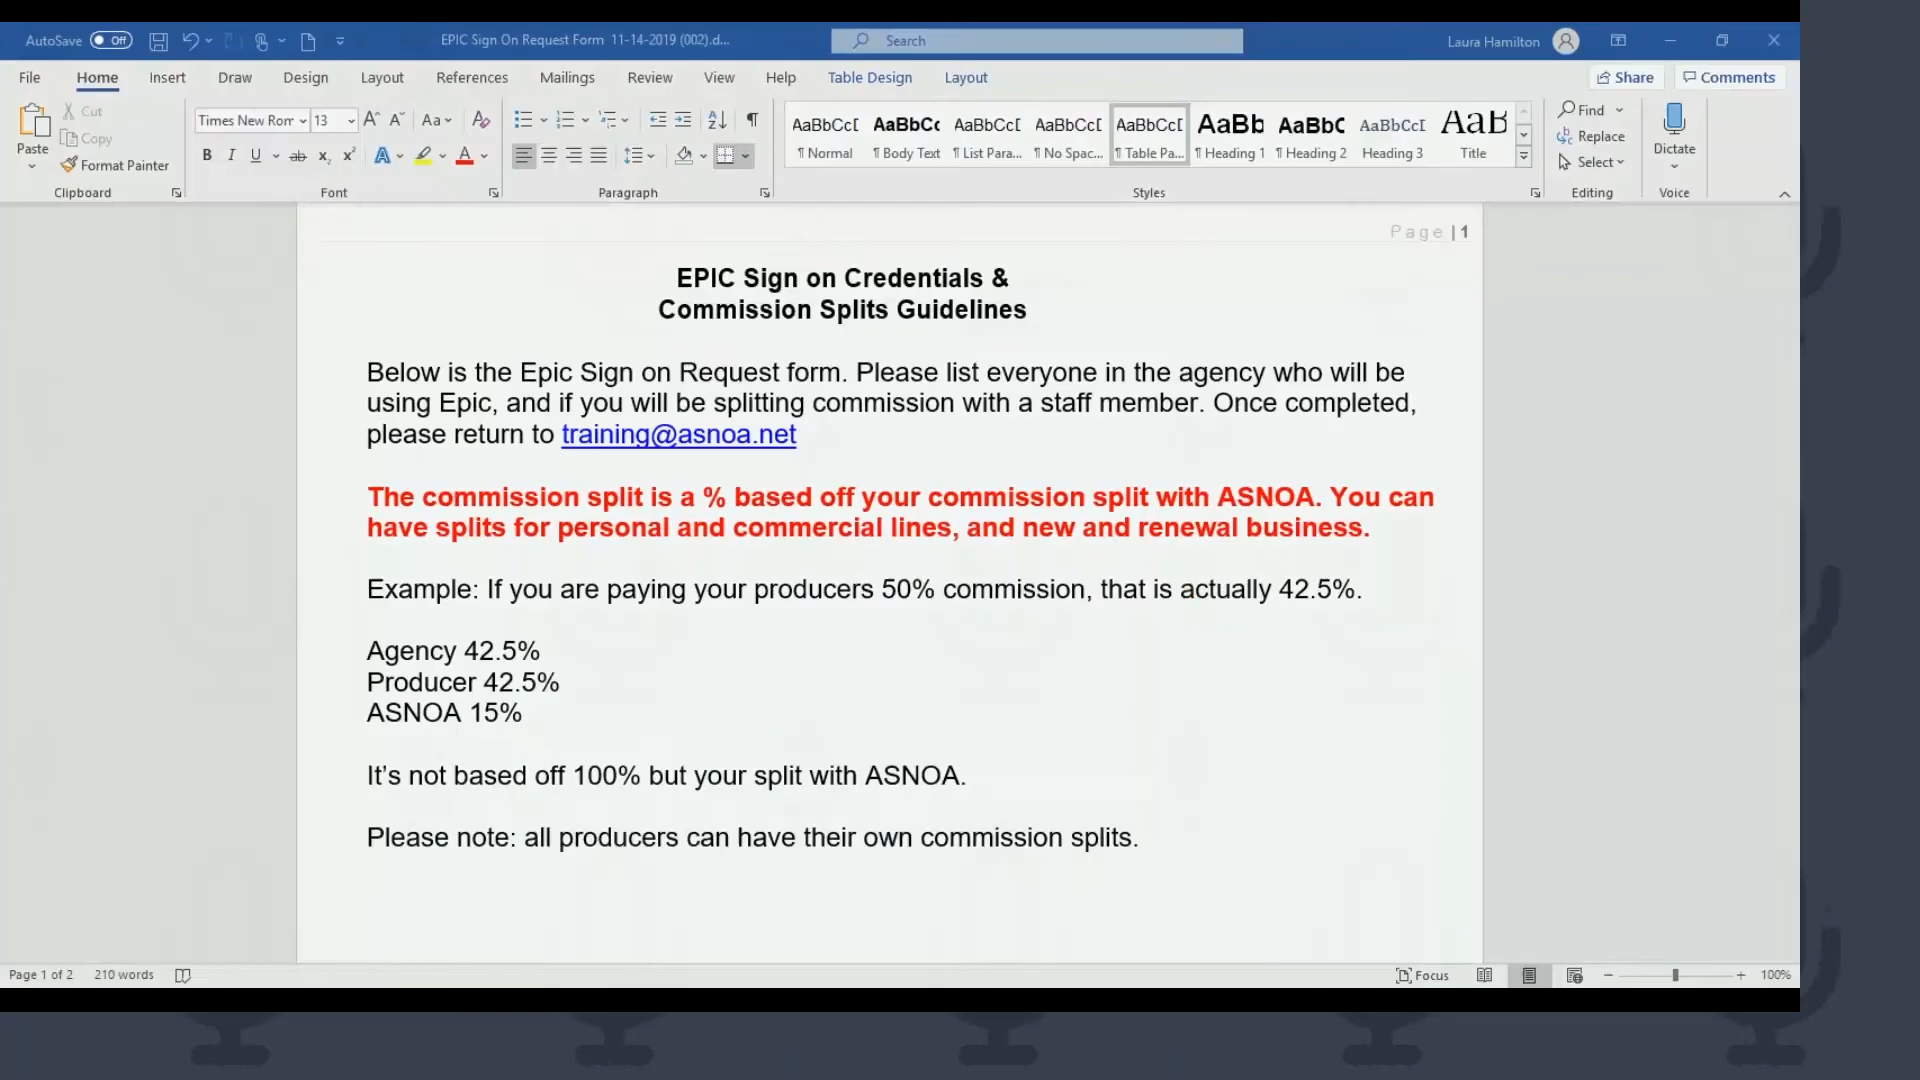 AutoSave Off EPIC Sign On Request Form 11-14-2019 (002).d... Search Laura Hamilton
File Home Insert Draw Design Layout References Mailings Review View Help Table Design Layout Share Comments
Paste Cut Copy Format Painter
Times New Ror 13 Aa
B I U ab x₂ x² A A
AaBbCcI AaBbCc AaBbCcI AaBbCcI AaBbCcI AaBb AaBbC AaBbCcI AaB
¶ Normal ¶ Body Text ¶ List Para... ¶ No Spac... ¶ Table Pa... ¶ Heading 1 ¶ Heading 2 Heading 3 Title
Find
Replace
Select
Dictate
Clipboard Font Paragraph Styles Editing Voice
Page | 1
EPIC Sign on Credentials &
Commission Splits Guidelines
Below is the Epic Sign on Request form. Please list everyone in the agency who will be
using Epic, and if you will be splitting commission with a staff member. Once completed,
please return to training@asnoa.net
The commission split is a % based off your commission split with ASNOA. You can
have splits for personal and commercial lines, and new and renewal business.
Example: If you are paying your producers 50% commission, that is actually 42.5%.
Agency 42.5%
Producer 42.5%
ASNOA 15%
It’s not based off 100% but your split with ASNOA.
Please note: all producers can have their own commission splits.
Page 1 of 2 210 words Focus 100%